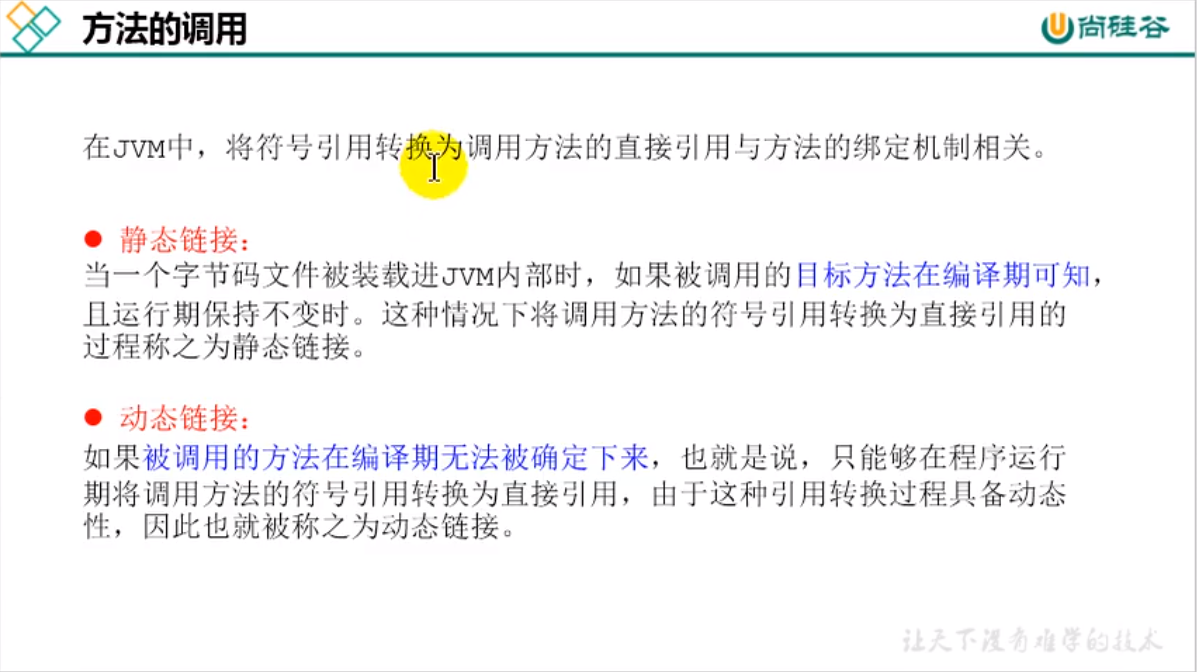 方法的调用
尚硅谷
在JVM中，将符号引用转换为调用方法的直接引用与方法的绑定机制相关。
● 静态链接：
当一个字节码文件被装载进JVM内部时，如果被调用的目标方法在编译期可知，
且运行期保持不变时。这种情况下将调用方法的符号引用转换为直接引用的
过程称之为静态链接。
● 动态链接：
如果被调用的方法在编译期无法被确定下来，也就是说，只能够在程序运行
期将调用方法的符号引用转换为直接引用，由于这种引用转换过程具备动态
性，因此也就被称之为动态链接。
让天下没有难学的技术